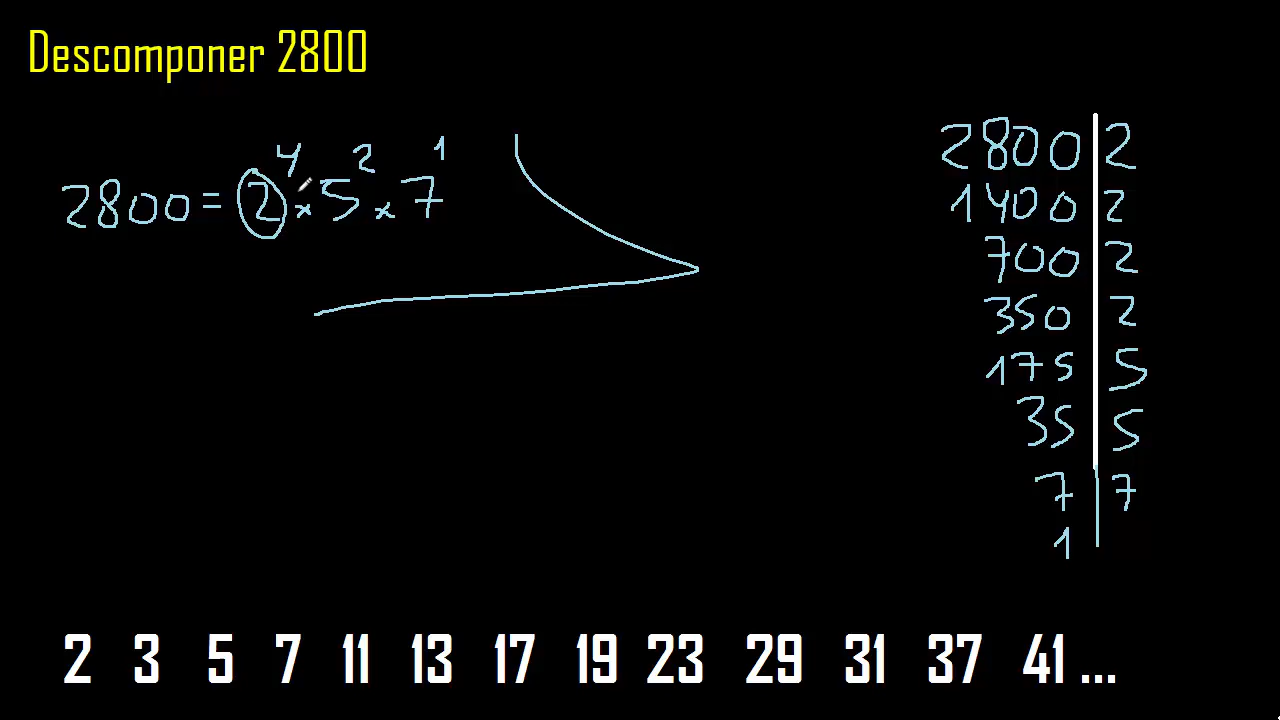 Descomponer 2800
2800 = 2⁴ × 5² × 7¹
2800 | 2
1400 | 2
700 | 2
350 | 2
175 | 5
35 | 5
7 | 7
1 |
2 3 5 7 11 13 17 19 23 29 31 37 41 ...